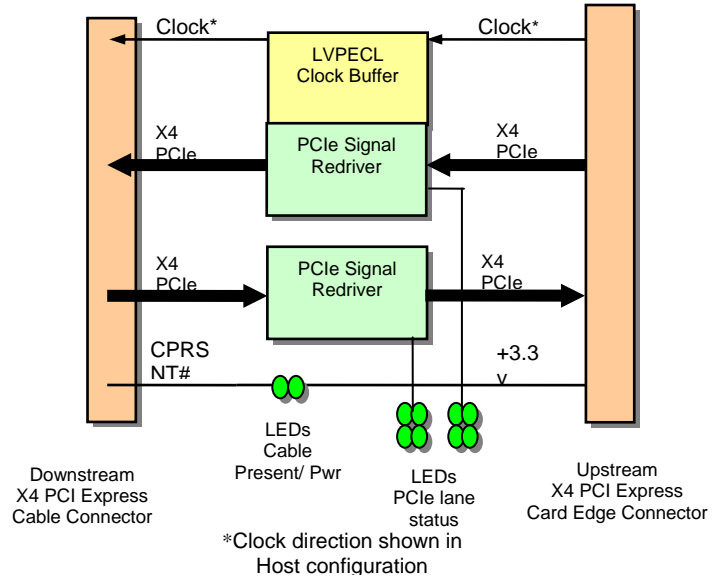 Clock*
Clock*
LVPECL
Clock Buffer
X4
PCIe
PCIe Signal
Redriver
X4
PCIe
X4
PCIe
PCIe Signal
Redriver
X4
PCIe
CPRS
NT#
+3.3
v
LEDs
Cable
Present/ Pwr
LEDs
PCIe lane
status
Downstream
X4 PCI Express
Cable Connector
Upstream
X4 PCI Express
Card Edge Connector
*Clock direction shown in
Host configuration